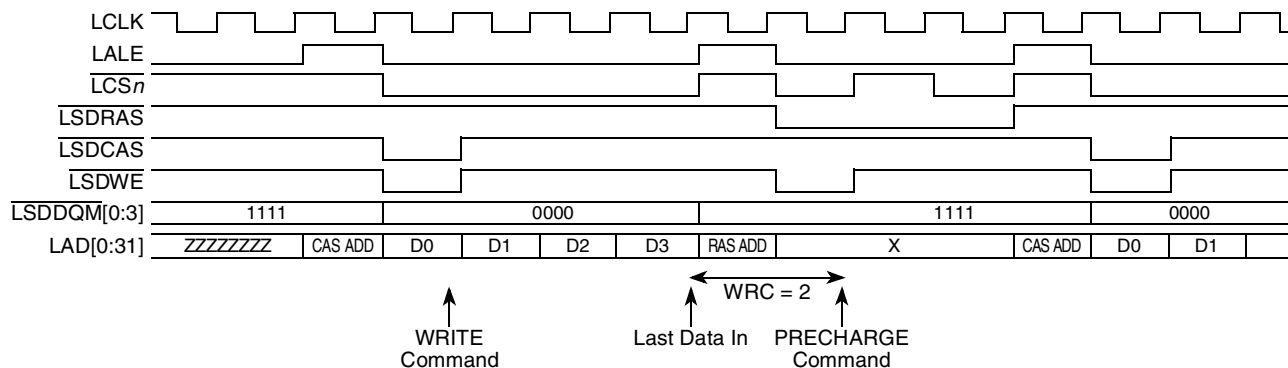 LCLK
LALE
LCSn
LSDRAS
LSDCAS
LSDWE
LSDDQM[0:3] 1111 0000 1111 0000
LAD[0:31] ZZZZZZZZ CAS ADD D0 D1 D2 D3 RAS ADD X CAS ADD D0 D1
WRC = 2
WRITE Last Data In PRECHARGE
Command Command